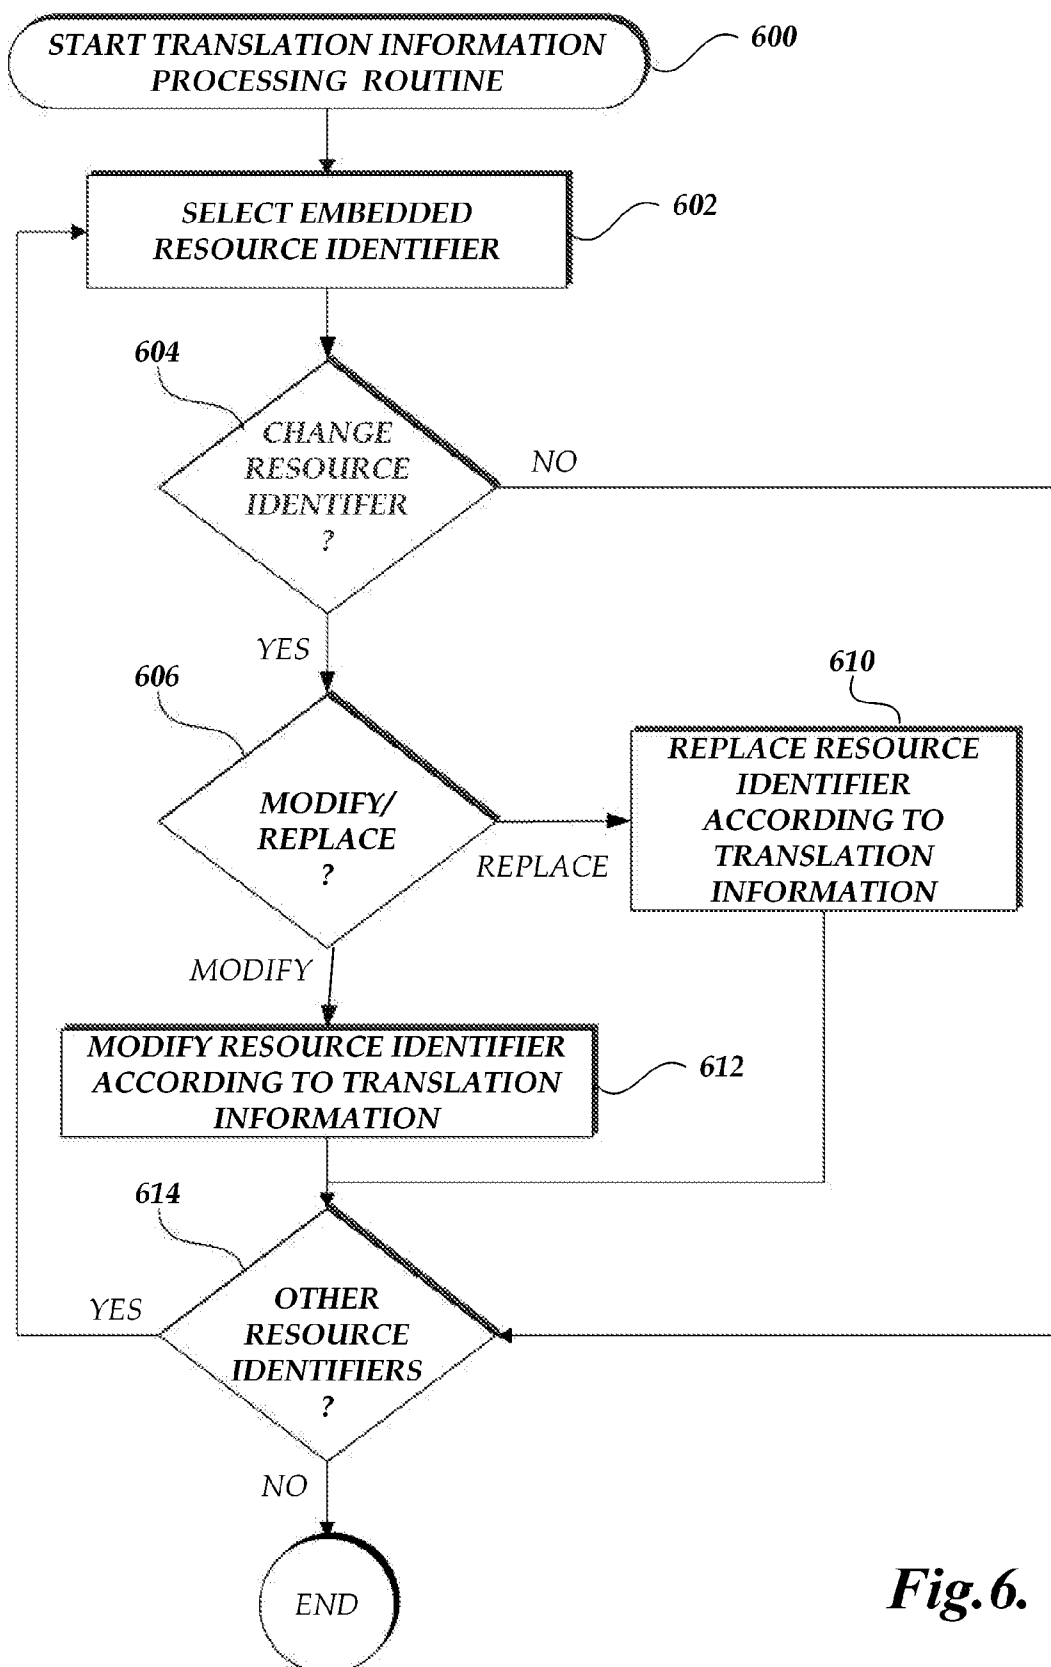 START TRANSLATION INFORMATION
PROCESSING ROUTINE
600
SELECT EMBEDDED
RESOURCE IDENTIFIER
602
604
CHANGE
RESOURCE
IDENTIFER
?
NO
YES
606
MODIFY/
REPLACE
?
REPLACE
610
REPLACE RESOURCE
IDENTIFIER
ACCORDING TO
TRANSLATION
INFORMATION
MODIFY
MODIFY RESOURCE IDENTIFIER
ACCORDING TO TRANSLATION
INFORMATION
612
614
OTHER
RESOURCE
IDENTIFIERS
?
YES
NO
END
Fig.6.